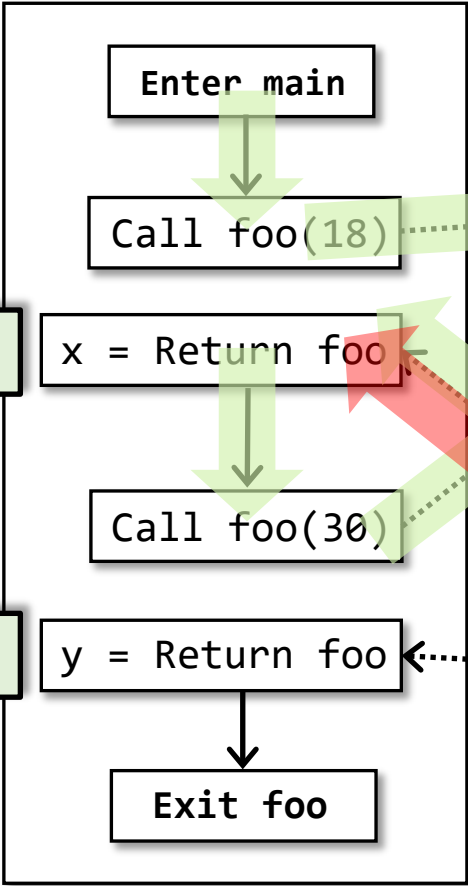 Enter main
Call foo(18)
x = Return foo
Call foo(30)
y = Return foo
Exit foo